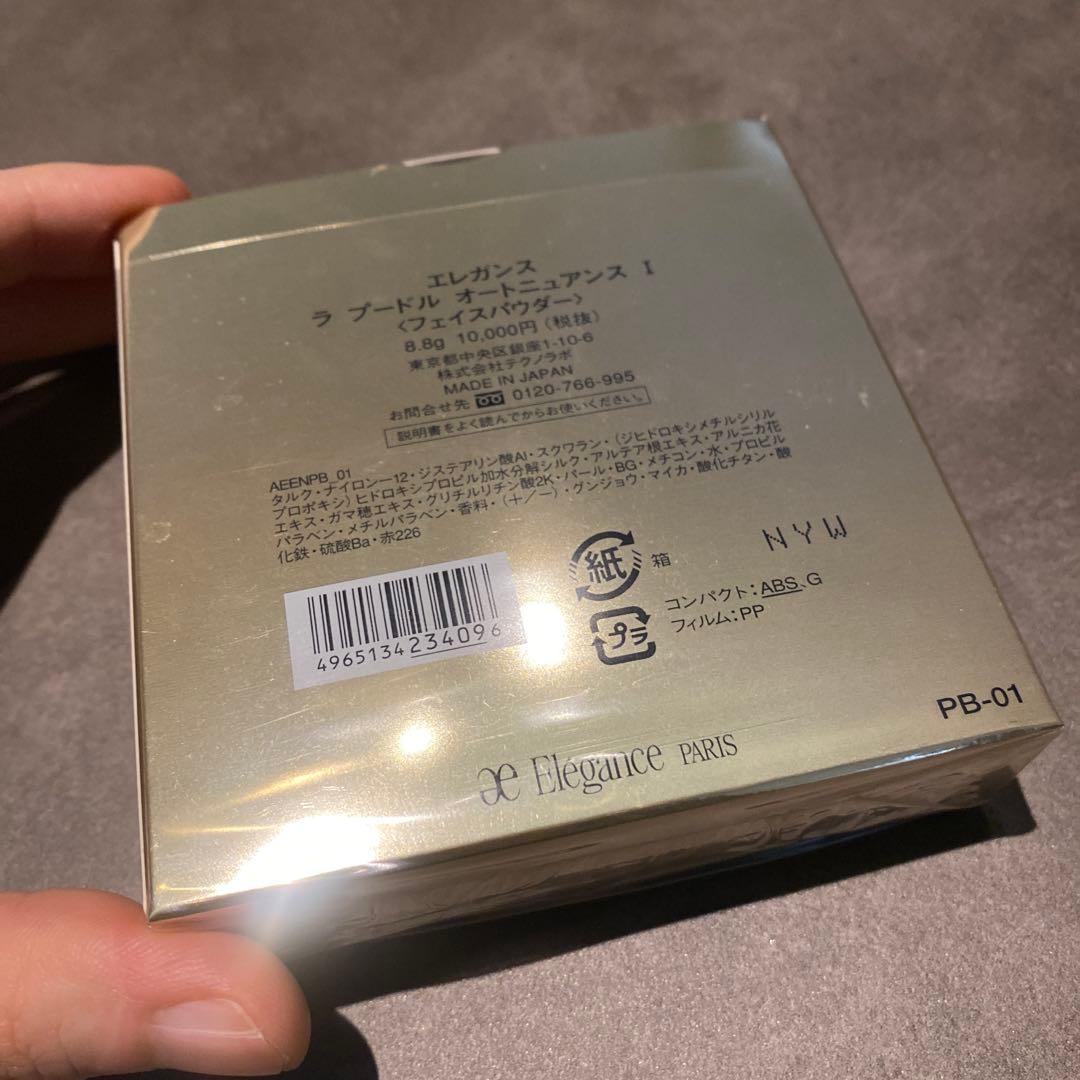 エレガンス
ラ プードル オートニュアンス I
〈フェイスパウダー〉
8.8g 10,000円(税抜)
東京都中央区銀座1-10-6
株式会社テクノラボ
MADE IN JAPAN
お問合せ先 0120-766-995
説明書をよく読んでからお使いください。
AEENPB_01
タルク・ナイロン-12・ジステアリン酸Al・スクワラン・(ジヒドロキシメチルシリル
プロポキシ)ヒドロキシプロピル加水分解シルク・アルテア根エキス・アルニカ花
エキス・ガマ穂エキス・グリチルリチン酸2K・パール・BG・メチコン・水・プロピル
パラベン・メチルパラベン・香料・(+/-)・グンジョウ・マイカ・酸化チタン・酸
化鉄・硫酸Ba・赤226
4965134234096
紙 箱
プラ
コンパクト:ABS、G
フィルム:PP
NYW
PB-01
æ Elégance PARIS